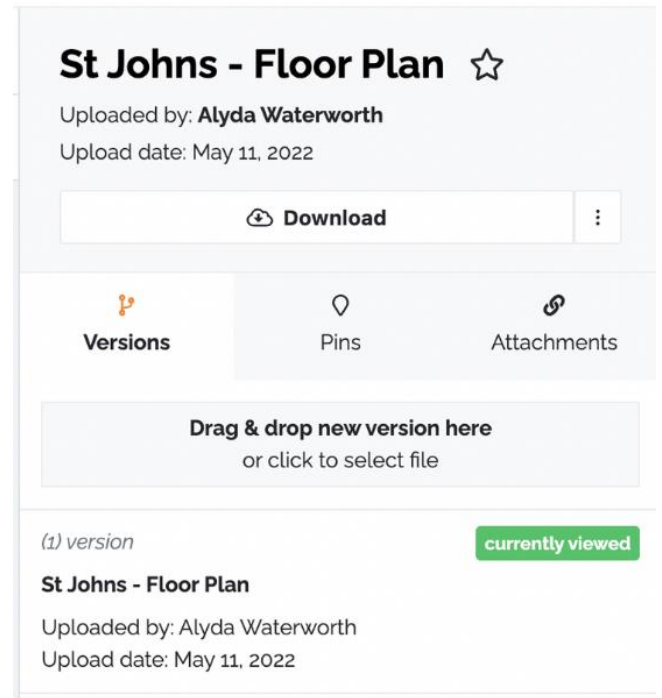 St Johns - Floor Plan
Uploaded by: Alyda Waterworth
Upload date: May 11, 2022
Download
Versions
Pins
Attachments
Drag & drop new version here
or click to select file
(1) version
currently viewed
St Johns - Floor Plan
Uploaded by: Alyda Waterworth
Upload date: May 11, 2022